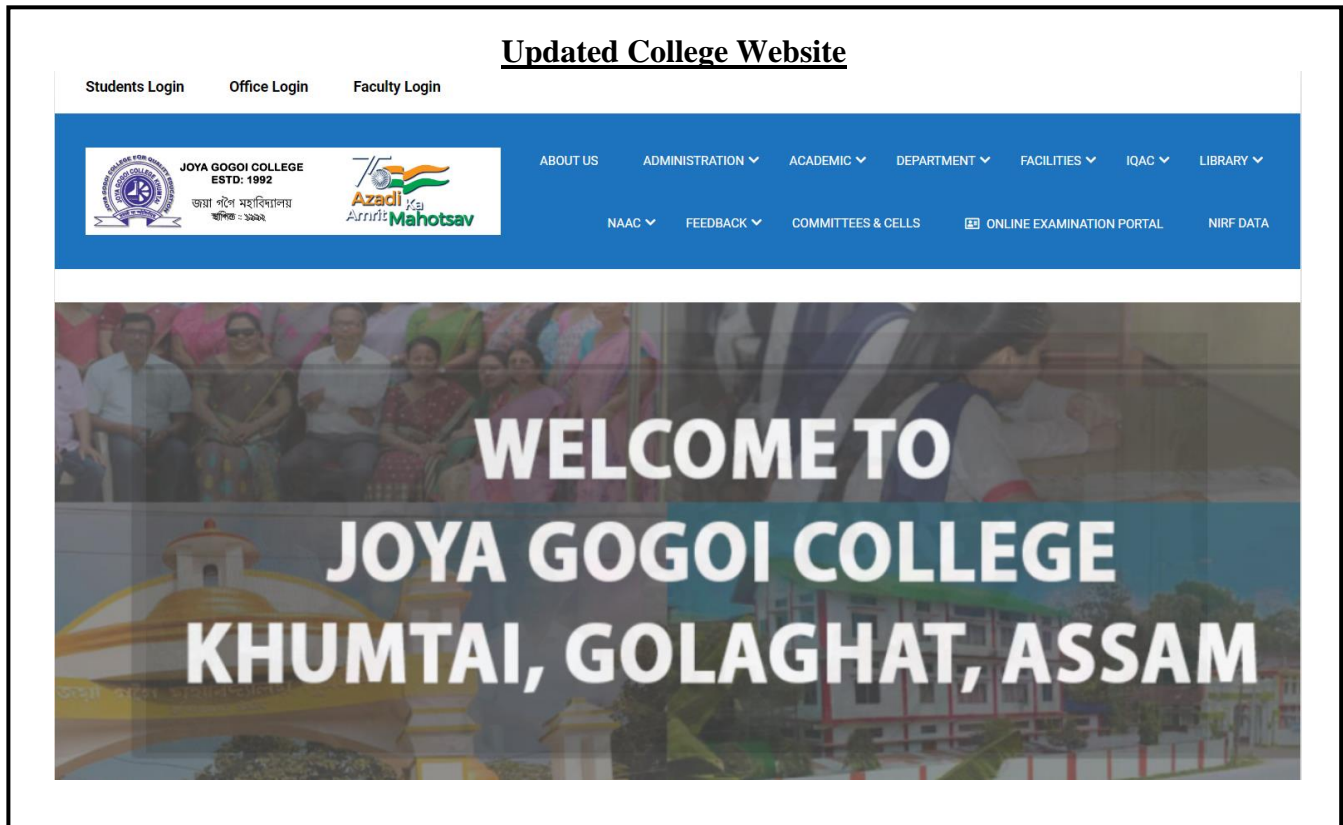 Updated College Website
Students Login Office Login Faculty Login
JOYA GOGOI COLLEGE
ESTD: 1992
জয়া গগৈ মহাবিদ্যালয়
স্থাপিত : ১৯৯২
Azadi Ka
Amrit Mahotsav
ABOUT US ADMINISTRATION ACADEMIC DEPARTMENT FACILITIES IQAC LIBRARY
NAAC FEEDBACK COMMITTEES & CELLS ONLINE EXAMINATION PORTAL NIRF DATA
WELCOME TO
JOYA GOGOI COLLEGE
KHUMTAI, GOLAGHAT, ASSAM